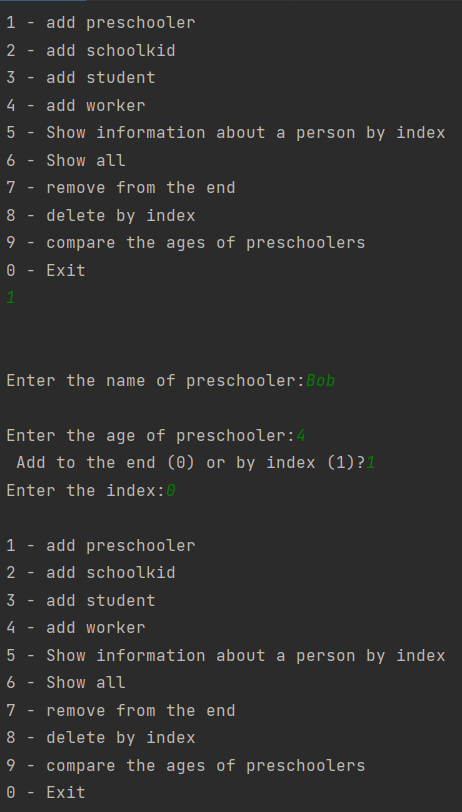 1 - add preschooler
2 - add schoolkid
3 - add student
4 - add worker
5 - Show information about a person by index
6 - Show all
7 - remove from the end
8 - delete by index
9 - compare the ages of preschoolers
0 - Exit
1
Enter the name of preschooler:Bob
Enter the age of preschooler:4
Add to the end (0) or by index (1)?1
Enter the index:0
1 - add preschooler
2 - add schoolkid
3 - add student
4 - add worker
5 - Show information about a person by index
6 - Show all
7 - remove from the end
8 - delete by index
9 - compare the ages of preschoolers
0 - Exit